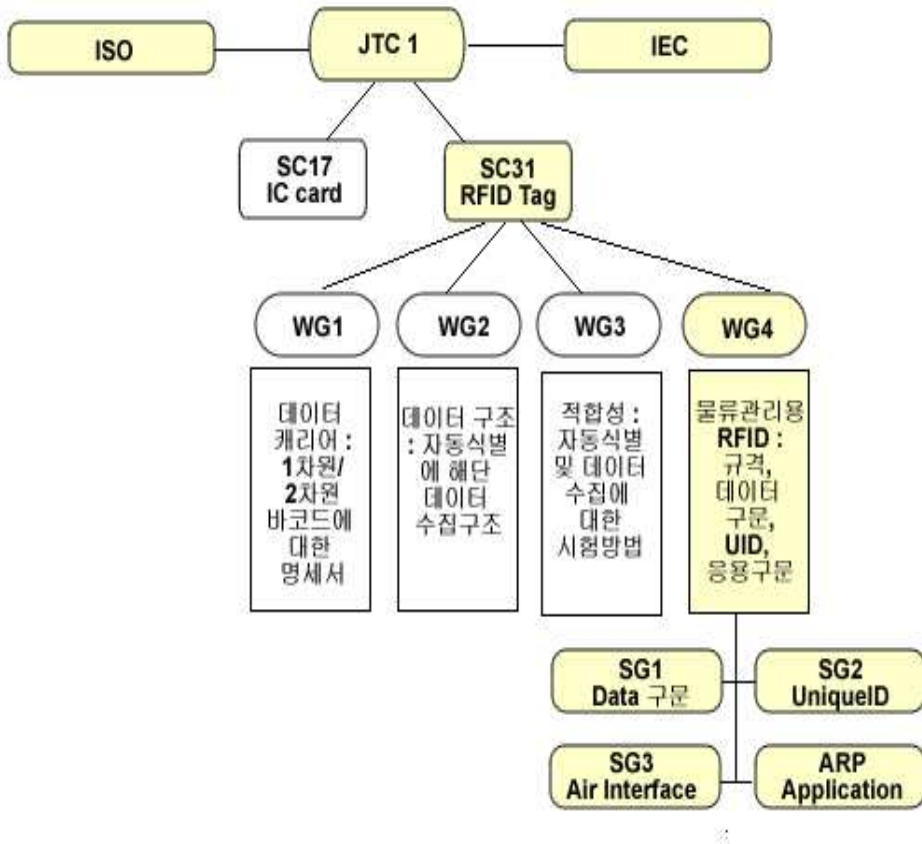 ISO
JTC 1
IEC
SC17
IC card
SC31
RFID Tag
WG1
WG2
WG3
WG4
데이터
캐리어 :
1차원/
2차원
바코드에
대한
명세서
데이터 구조
: 자동식별
에 해단
데이터
수집구조
적합성 :
자동식별
및 데이터
수집에
대한
시험방법
물류관리용
RFID :
규격,
데이터
구문,
UID,
응용구문
SG1
Data 구문
SG2
UniqueID
SG3
Air Interface
ARP
Application